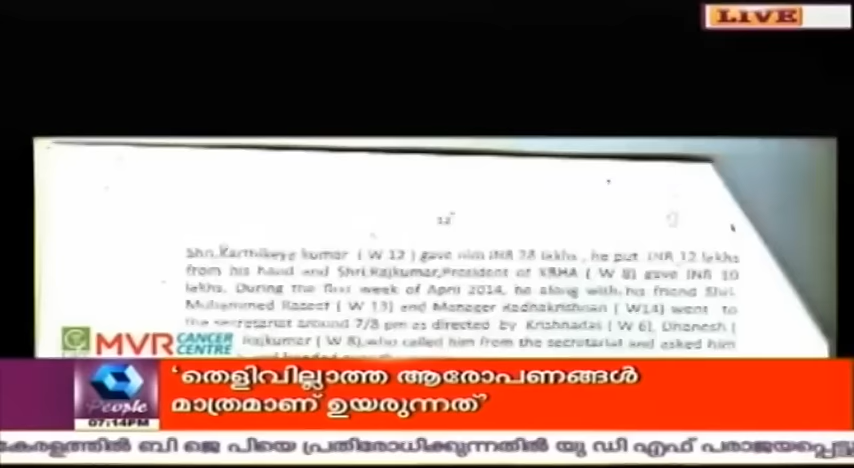 LIVE
12
Shri.Karthikeya kumar ( W 12 ) gave him INR 28 lakhs , he put INR 12 lakhs
from his hand and Shri.Rajkumar,President of KBHA ( W 8) gave INR 10
lakhs. During the first week of April 2014, he along with his friend Shri.
Muhammed Raseef ( W 13) and Manager Radhakrishnan ( W14) went to
the secretariat around 7/8 pm as directed by Krishnadas ( W 6), Dhanesh (
Rajkumar ( W 8),who called him from the secretariat and asked him
and handed
MVR CANCER CENTRE
People
07:14PM
‘തെളിവില്ലാത്ത ആരോപണങ്ങൾ
മാത്രമാണ് ഉയരുന്നത്’
കേരളത്തിൽ ബി ജെ പിയെ പ്രതിരോധിക്കുന്നതിൽ യു ഡി എഫ്